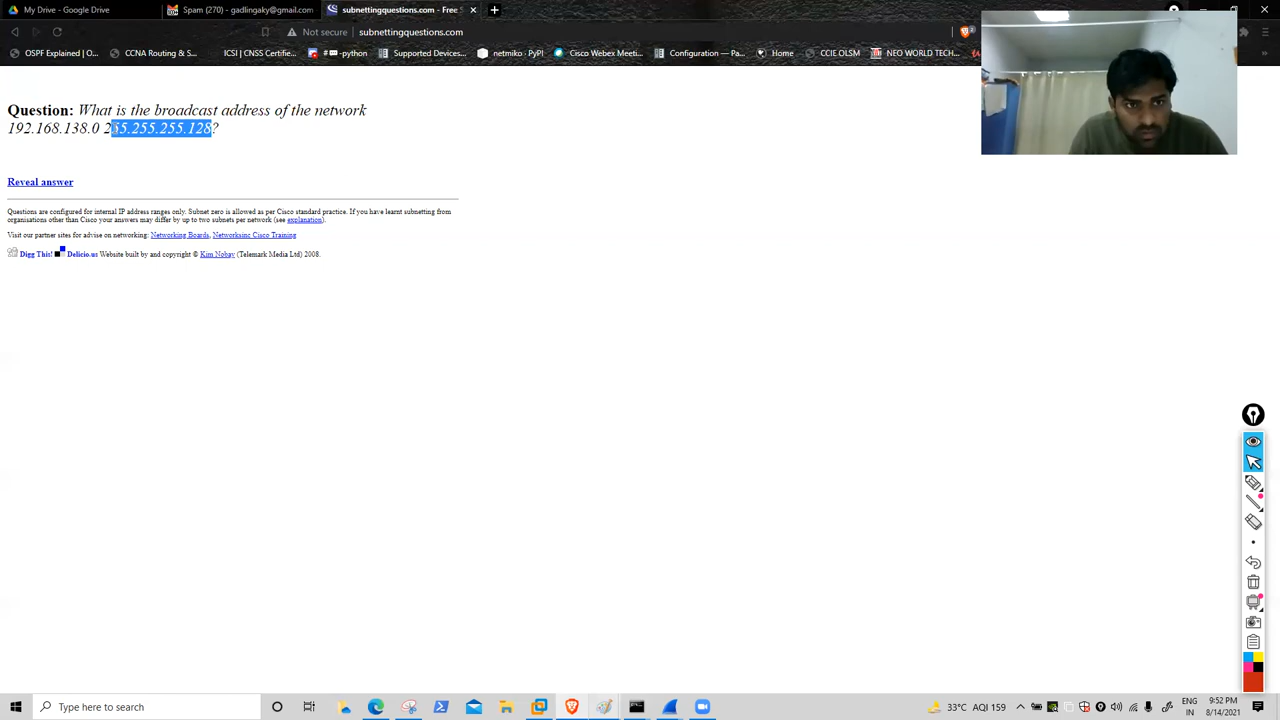 My Drive - Google Drive
Spam (250) - gadlingaky@gmail.com
subnettingquestions.com - Free
Not secure
subnettingquestions.com
OSPF Explained | O...
CCNA Routing & S...
ICSI | CNSS Certifie...
#-python
Supported Devices...
netmiko · PyPI
Cisco Webex Meeti...
Configuration — Pa...
Home
CCIE OLSM
NEO WORLD TECH...
Question: What is the broadcast address of the network
192.168.138.0 255.255.255.128?
Reveal answer
Questions are configured for internal IP address ranges only. Subnet zero is allowed as per Cisco standard practice. If you have learnt subnetting from
organisations other than Cisco your answers may differ by up to two subnets per network (see explanation).
Visit our partner sites for advise on networking: Networking Boards, Networksinc Cisco Training
Digg This! Delicio.us Website built by and copyright © Kim Nobay (Telemark Media Ltd) 2008.
Type here to search
33°C AQI 159
ENG
IN
9:52 PM
8/14/2021